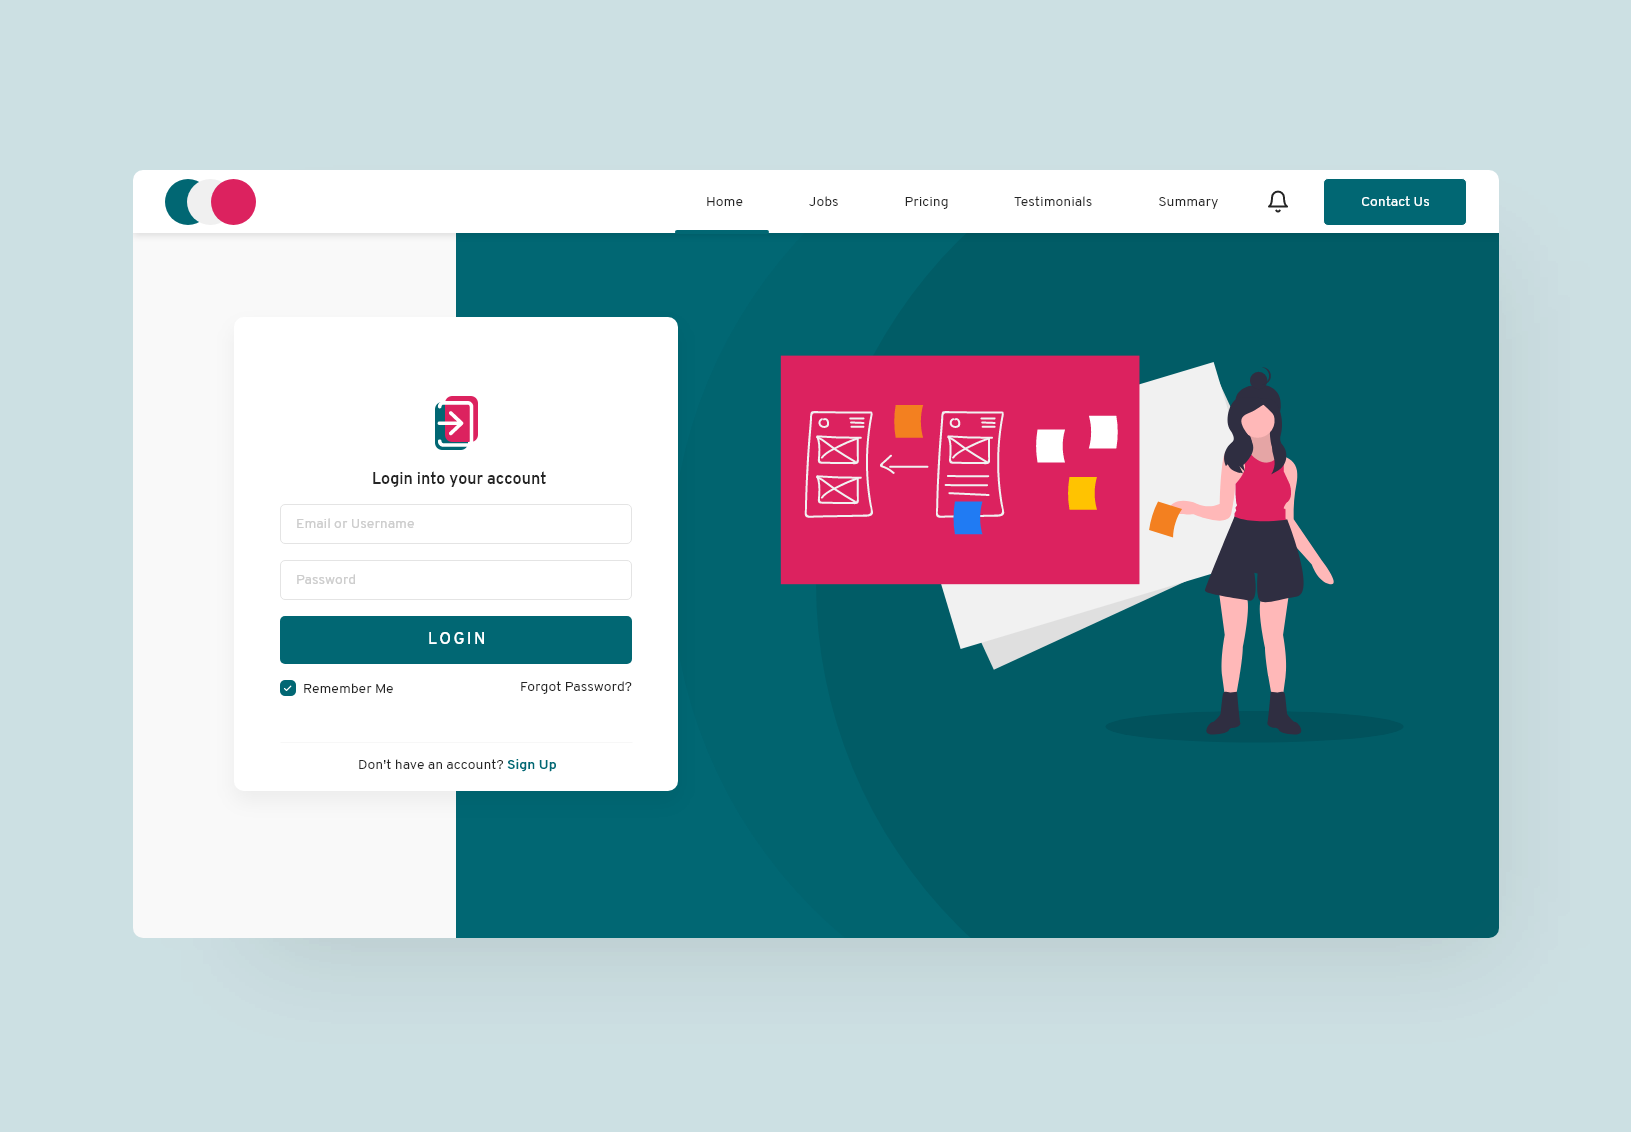 Home Jobs Pricing Testimonials Summary Contact Us
Login into your account
Email or Username
Password
LOGIN
Remember Me Forgot Password?
Don't have an account? Sign Up